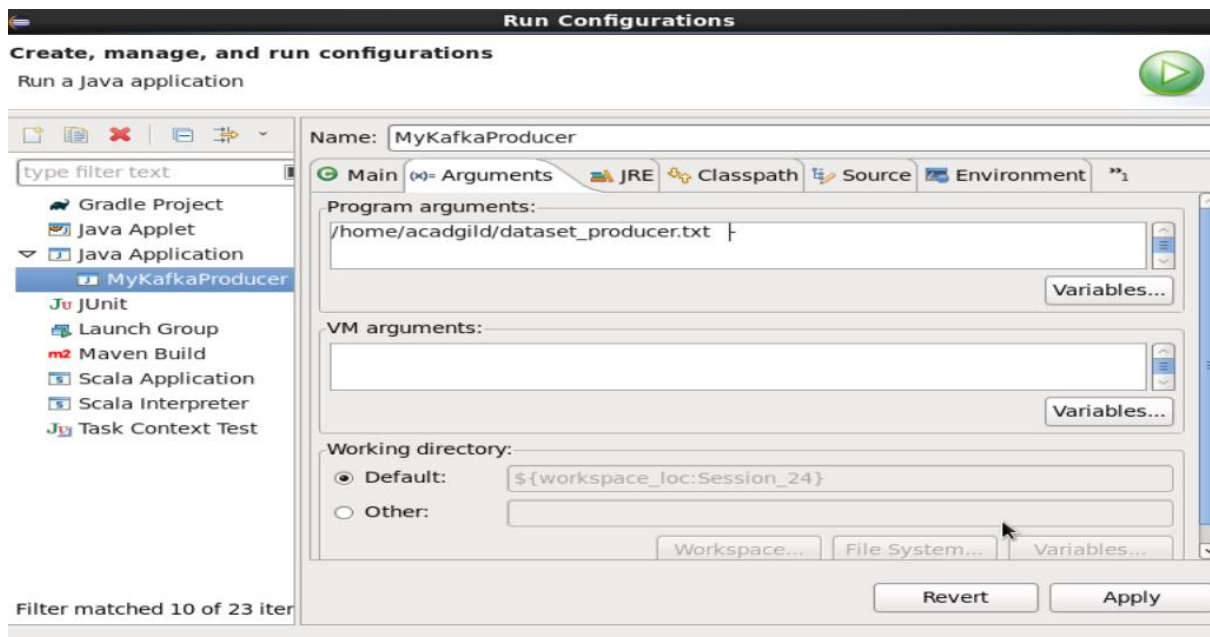 Run Configurations
Create, manage, and run configurations
Run a Java application
type filter text
Gradle Project
Java Applet
Java Application
MyKafkaProducer
Ju JUnit
Launch Group
m2 Maven Build
Scala Application
Scala Interpreter
Task Context Test
Filter matched 10 of 23 iter
Name: MyKafkaProducer
Main (x)= Arguments JRE Classpath Source Environment »1
Program arguments:
/home/acadgild/dataset_producer.txt -
Variables...
VM arguments:
Variables...
Working directory:
Default: ${workspace_loc:Session_24}
Other:
Workspace... File System... Variables...
Revert Apply